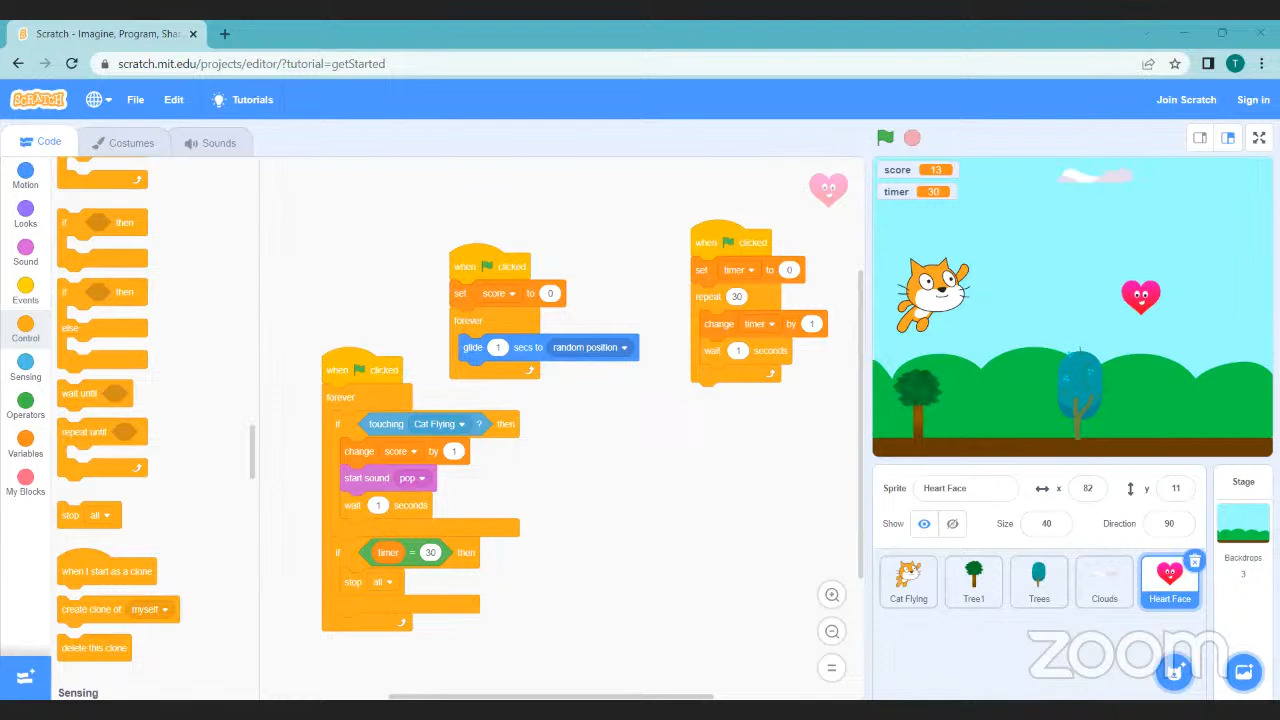 Scratch - Imagine, Program, Sha
scratch.mit.edu/projects/editor/?tutorial=getStarted
T
SCRATCH
File
Edit
Tutorials
Join Scratch
Sign in
Code
Costumes
Sounds
Motion
Looks
Sound
Events
Control
Sensing
Operators
Variables
My Blocks
if then
if then
else
wait until
repeat until
stop all
when I start as a clone
create clone of myself
delete this clone
Sensing
when clicked
set score to 0
forever
glide 1 secs to random position
when clicked
forever
if touching Cat Flying ? then
change score by 1
start sound pop
wait 1 seconds
if timer = 30 then
stop all
when clicked
set timer to 0
repeat 30
change timer by 1
wait 1 seconds
score 13
timer 30
Sprite Heart Face x 82 y 11
Show Size 40 Direction 90
Cat Flying
Tree1
Trees
Clouds
Heart Face
Stage
Backdrops
3
zoom